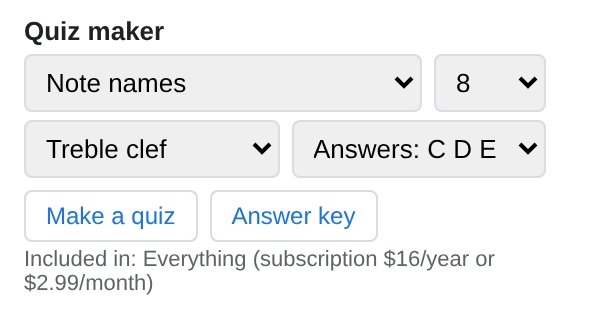 Quiz maker
Note names 8
Treble clef Answers: C D E
Make a quiz Answer key
Included in: Everything (subscription $16/year or
$2.99/month)